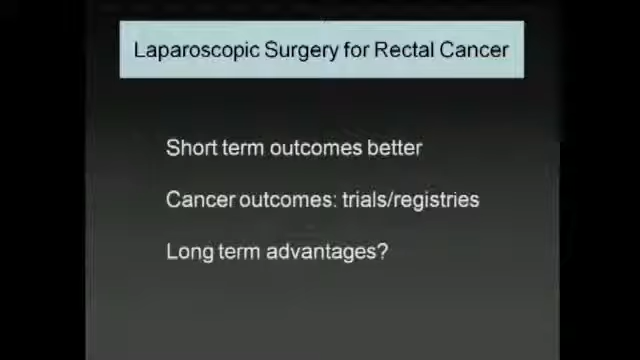 Laparoscopic Surgery for Rectal Cancer
Short term outcomes better
Cancer outcomes: trials/registries
Long term advantages?